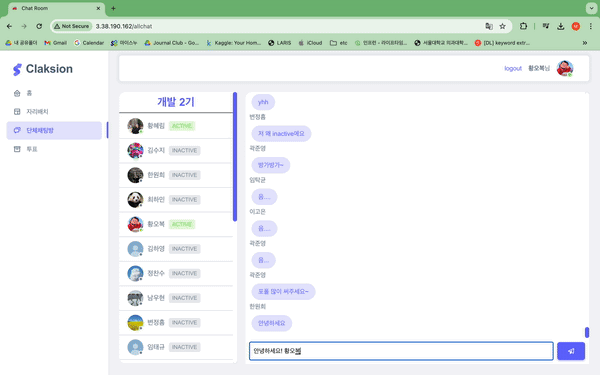 Chat Room
Not Secure 3.38.190.162/allchat
내 공유폴더 Gmail Calendar 마이스누 Journal Club - Go... Kaggle: Your Hom... LARIS iCloud etc 인프런 - 라이프타임... 서울대학교 치과대학... [DL] keyword extr...
Claksion
logout 황오복님
홈
자리배치
단체채팅방
투표
개발 2기
황혜림 ACTIVE
김수지 INACTIVE
한원희 INACTIVE
최하민 INACTIVE
황오복 ACTIVE
김하영 INACTIVE
정찬수 INACTIVE
남우현 INACTIVE
변정흠 INACTIVE
임태규 INACTIVE
yhh
변정흠
저 왜 inactive에요
곽준영
방가방가~
임탁균
음....
이고은
음....
곽준영
음...
곽준영
포폴 많이 써주세요~
한원희
안녕하세요
안녕하세요! 황오복